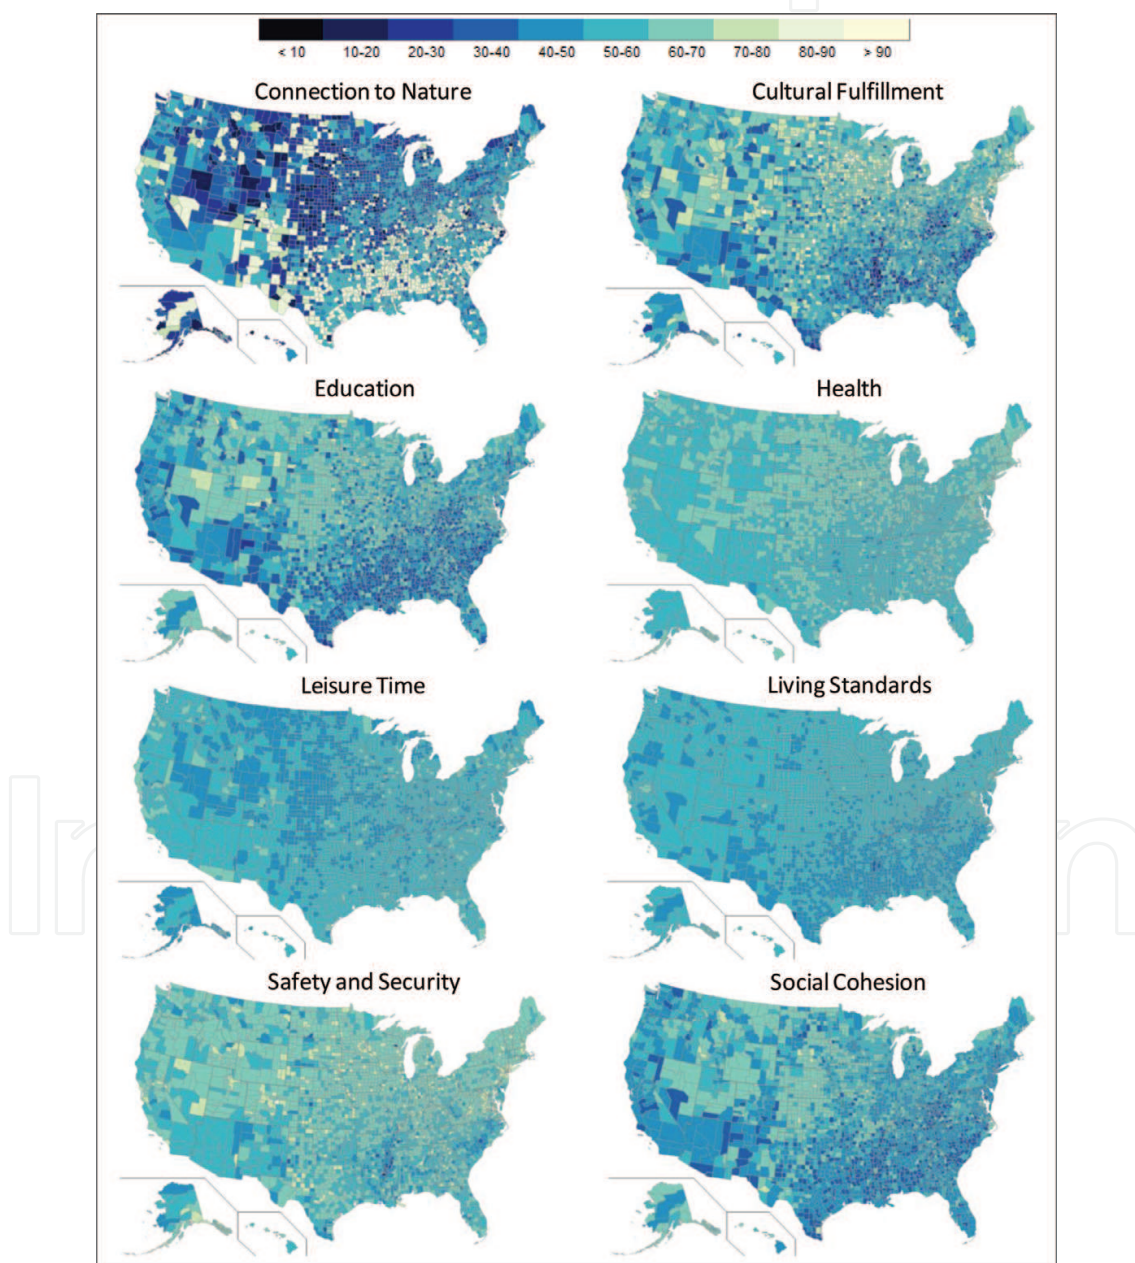 < 10 10-20 20-30 30-40 40-50 50-60 60-70 70-80 80-90 > 90
Connection to Nature Cultural Fulfillment
Education Health
Leisure Time Living Standards
Safety and Security Social Cohesion